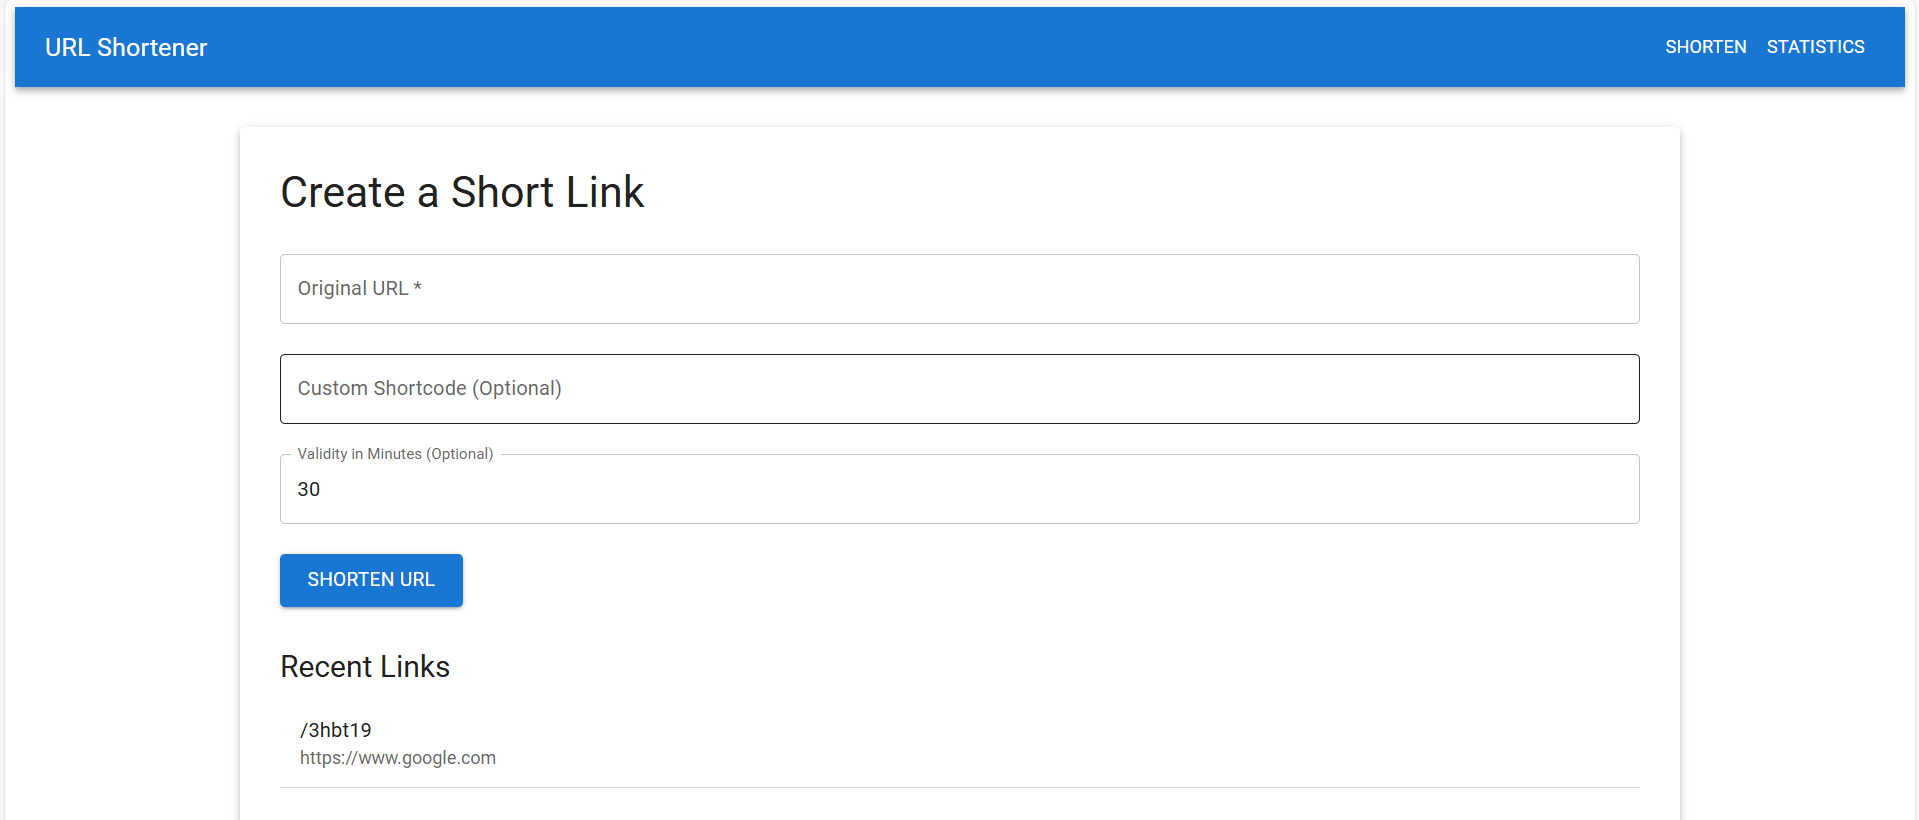 URL Shortener
SHORTEN STATISTICS
Create a Short Link
Original URL *
Custom Shortcode (Optional)
Validity in Minutes (Optional)
30
SHORTEN URL
Recent Links
/3hbt19
https://www.google.com